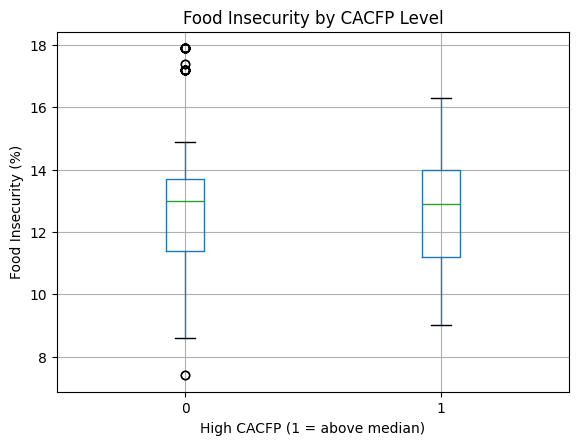 Food Insecurity by CACFP Level
Food Insecurity (%)
18
16
14
12
10
8
0
1
High CACFP (1 = above median)